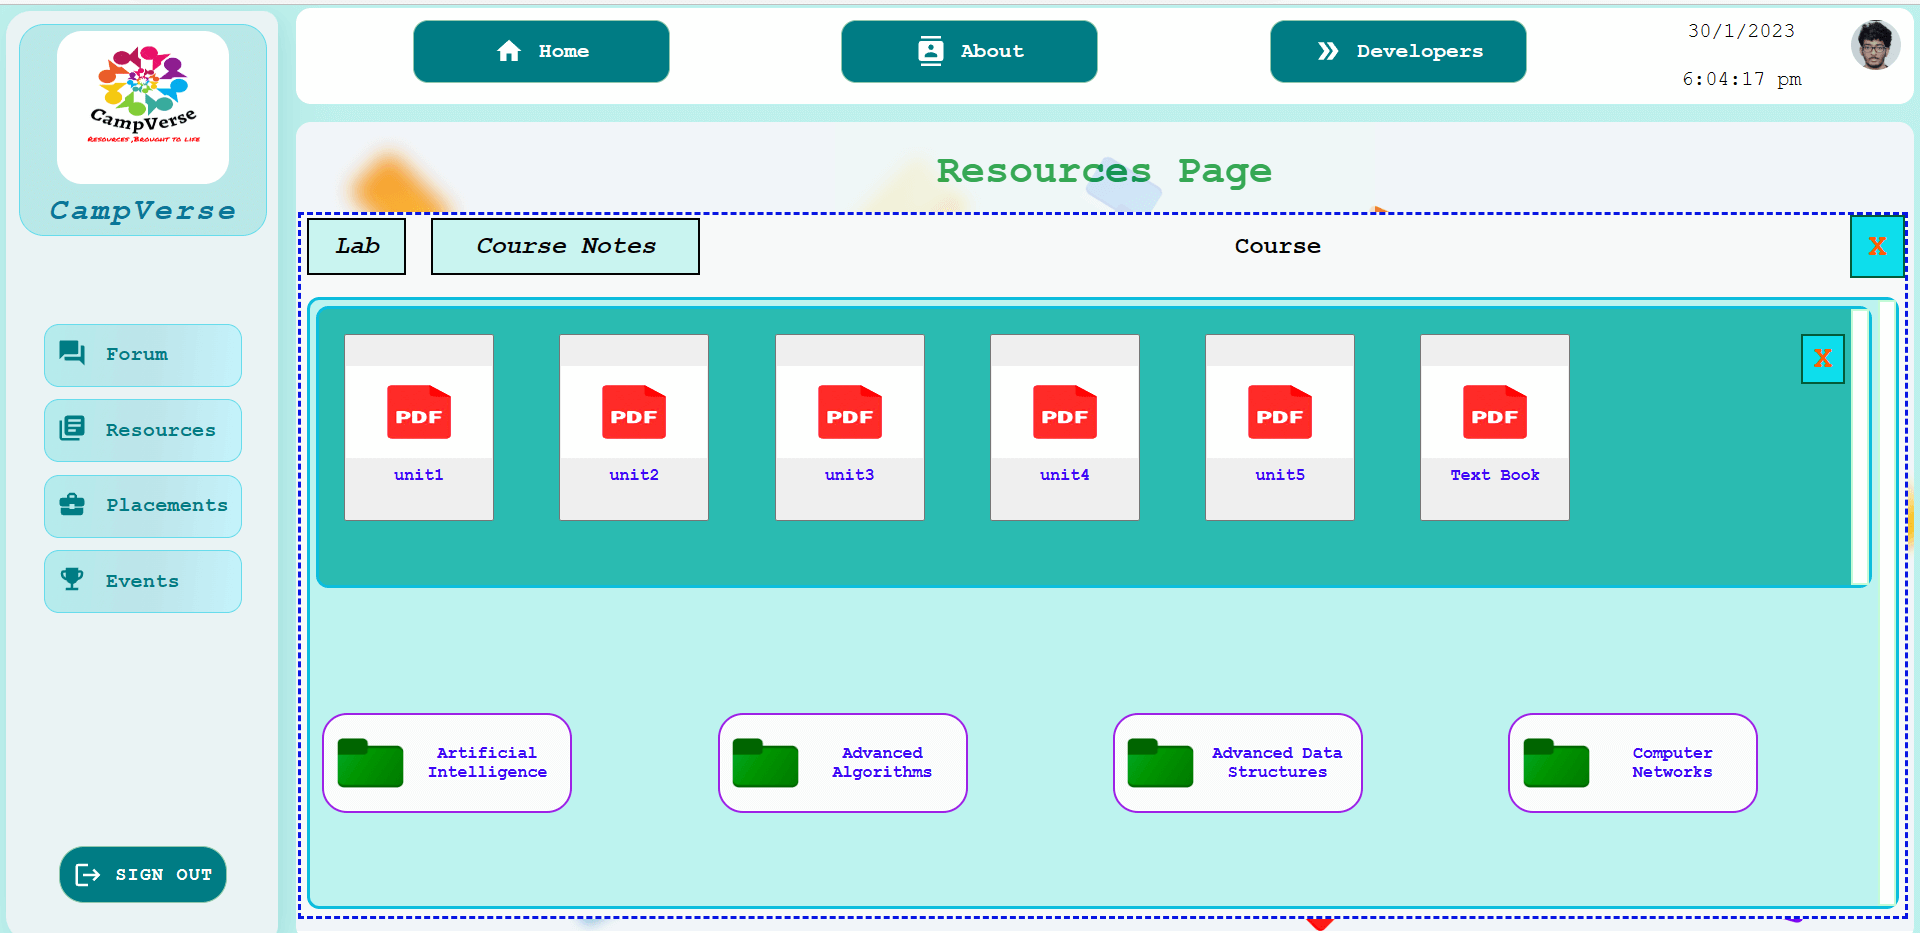 CampVerse
Resources ,Brought to life
CampVerse
Forum
Resources
Placements
Events
SIGN OUT
Home
About
Developers
30/1/2023
6:04:17 pm
Resources Page
Lab
Course Notes
Course
X
X
PDF
PDF
PDF
PDF
PDF
PDF
unit1
unit2
unit3
unit4
unit5
Text Book
Artificial
Intelligence
Advanced
Algorithms
Advanced Data
Structures
Computer
Networks